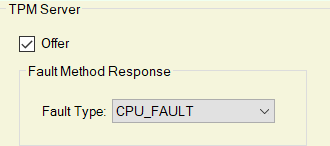 TPM Server
Offer
Fault Method Response
Fault Type: CPU_FAULT